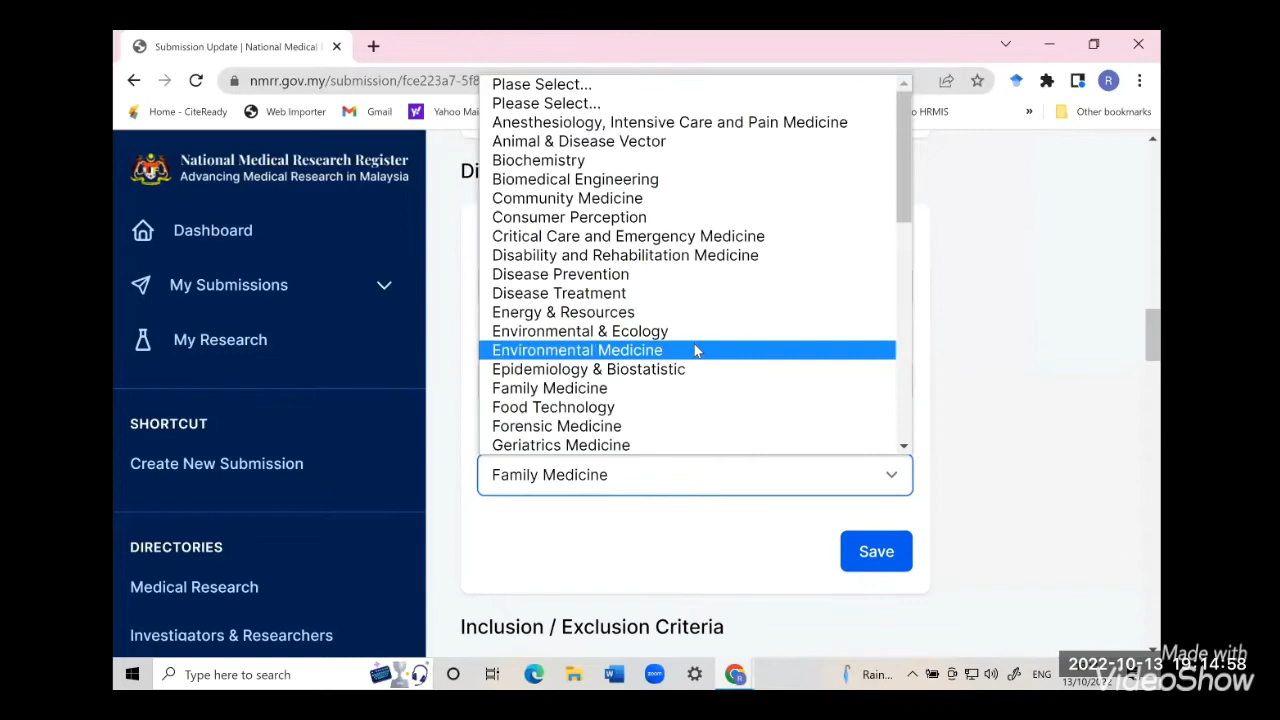 Submission Update | National Medical
nmrr.gov.my/submission/fce223a7-5f8
Home - CiteReady
Web Importer
Gmail
Yahoo Mai
HRMIS
»
Other bookmarks
R
National Medical Research Register
Advancing Medical Research in Malaysia
Dashboard
My Submissions
My Research
SHORTCUT
Create New Submission
DIRECTORIES
Medical Research
Investigators & Researchers
Di
Plase Select...
Please Select...
Anesthesiology, Intensive Care and Pain Medicine
Animal & Disease Vector
Biochemistry
Biomedical Engineering
Community Medicine
Consumer Perception
Critical Care and Emergency Medicine
Disability and Rehabilitation Medicine
Disease Prevention
Disease Treatment
Energy & Resources
Environmental & Ecology
Environmental Medicine
Epidemiology & Biostatistic
Family Medicine
Food Technology
Forensic Medicine
Geriatrics Medicine
Family Medicine
Save
Inclusion / Exclusion Criteria
Type here to search
zoom
Rain...
ENG
2022-10-13 19:14:58
13/10/2022
Made with
VideoShow